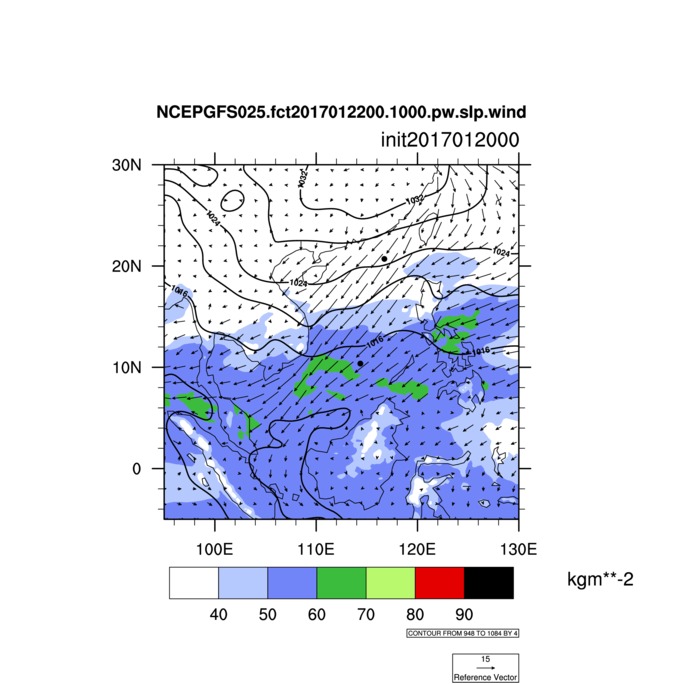 NCEPGFS025.fct2017012200.1000.pw.slp.wind
init2017012000
30N
20N
10N
0
1032
1032
1024
1024
1024
1016
1016
1016
100E 110E 120E 130E
kgm**-2
40 50 60 70 80 90
CONTOUR FROM 948 TO 1084 BY 4
15
Reference Vector